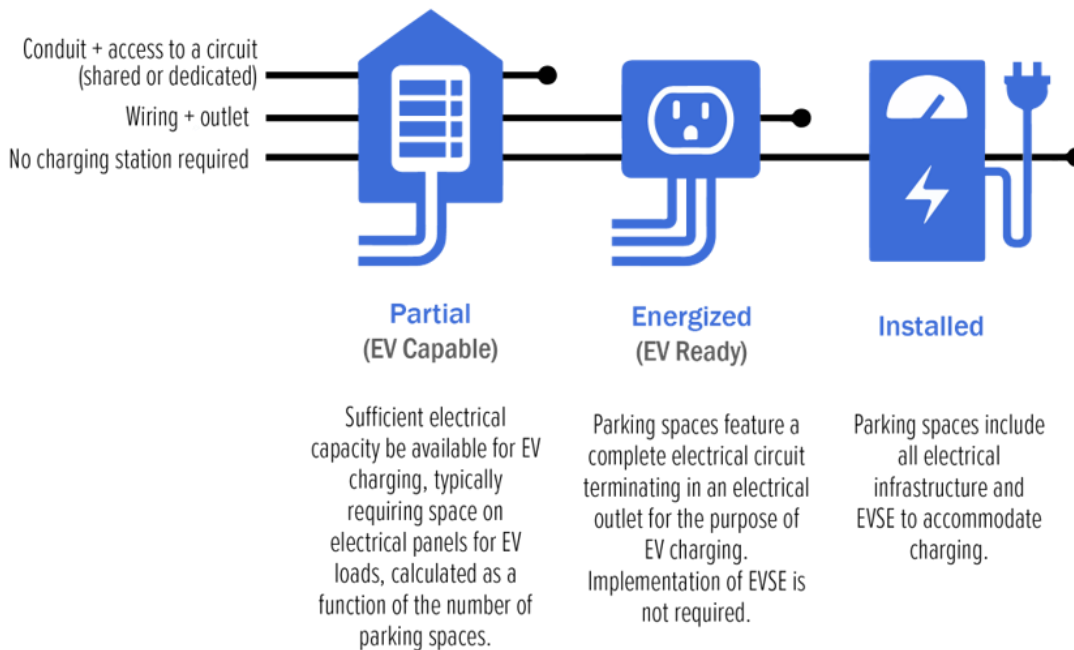 Conduit + access to a circuit
(shared or dedicated)
Wiring + outlet
No charging station required
Partial
(EV Capable)
Sufficient electrical
capacity be available for EV
charging, typically
requiring space on
electrical panels for EV
loads, calculated as a
function of the number of
parking spaces.
Energized
(EV Ready)
Parking spaces feature a
complete electrical circuit
terminating in an electrical
outlet for the purpose of
EV charging.
Implementation of EVSE is
not required.
Installed
Parking spaces include
all electrical
infrastructure and
EVSE to accommodate
charging.